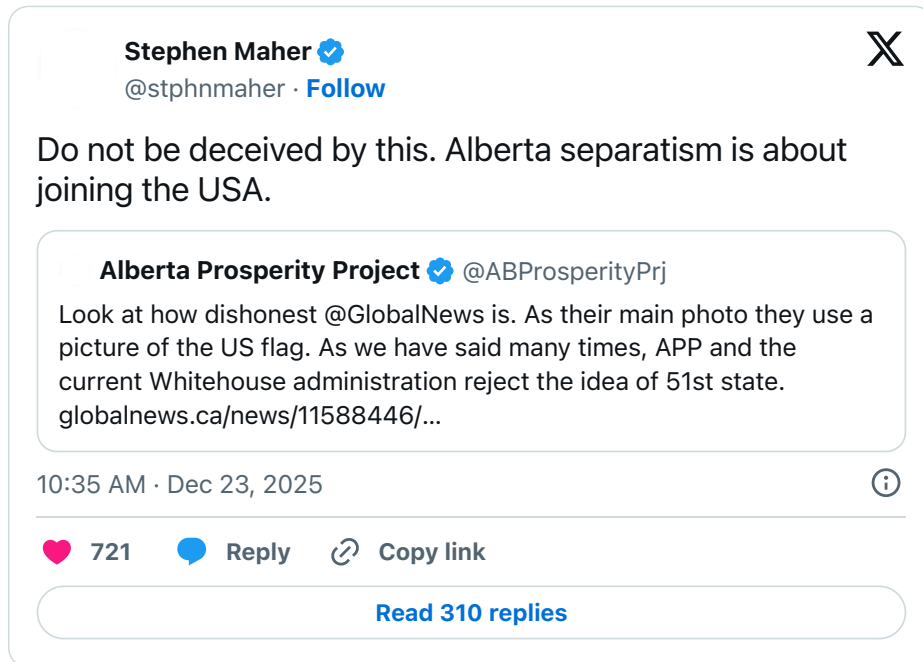 Stephen Maher
@stphnmaher · Follow
Do not be deceived by this. Alberta separatism is about
joining the USA.
Alberta Prosperity Project @ABProsperityPrj
Look at how dishonest @GlobalNews is. As their main photo they use a
picture of the US flag. As we have said many times, APP and the
current Whitehouse administration reject the idea of 51st state.
globalnews.ca/news/11588446/...
10:35 AM · Dec 23, 2025
721 Reply Copy link
Read 310 replies